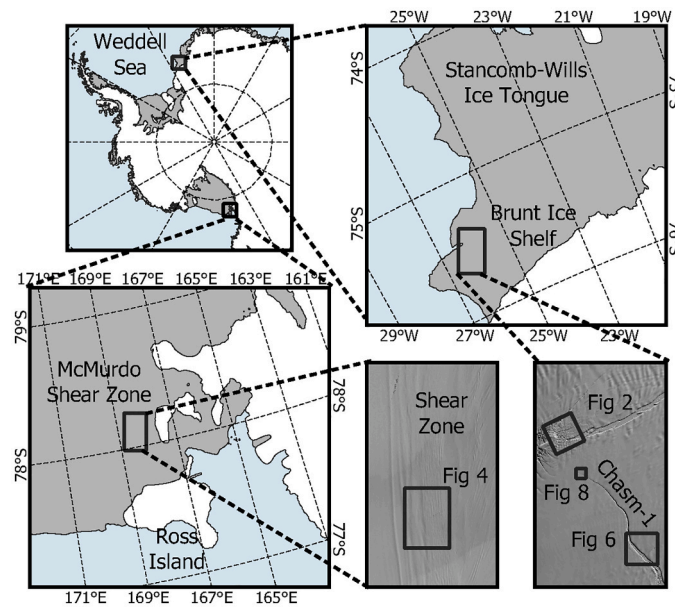 Weddell
Sea
25°W 23°W 21°W 19°W
74°S
75°S
75°S
76°S
Stancomb-Wills
Ice Tongue
Brunt Ice
Shelf
29°W 27°W 25°W 23°W
171°E 169°E 167°E 165°E 163°E 161°E
79°S
78°S
78°S
77°S
McMurdo
Shear Zone
Ross
Island
171°E 169°E 167°E 165°E
Shear
Zone
Fig 4
Fig 2
Fig 8
Chasm-1
Fig 6